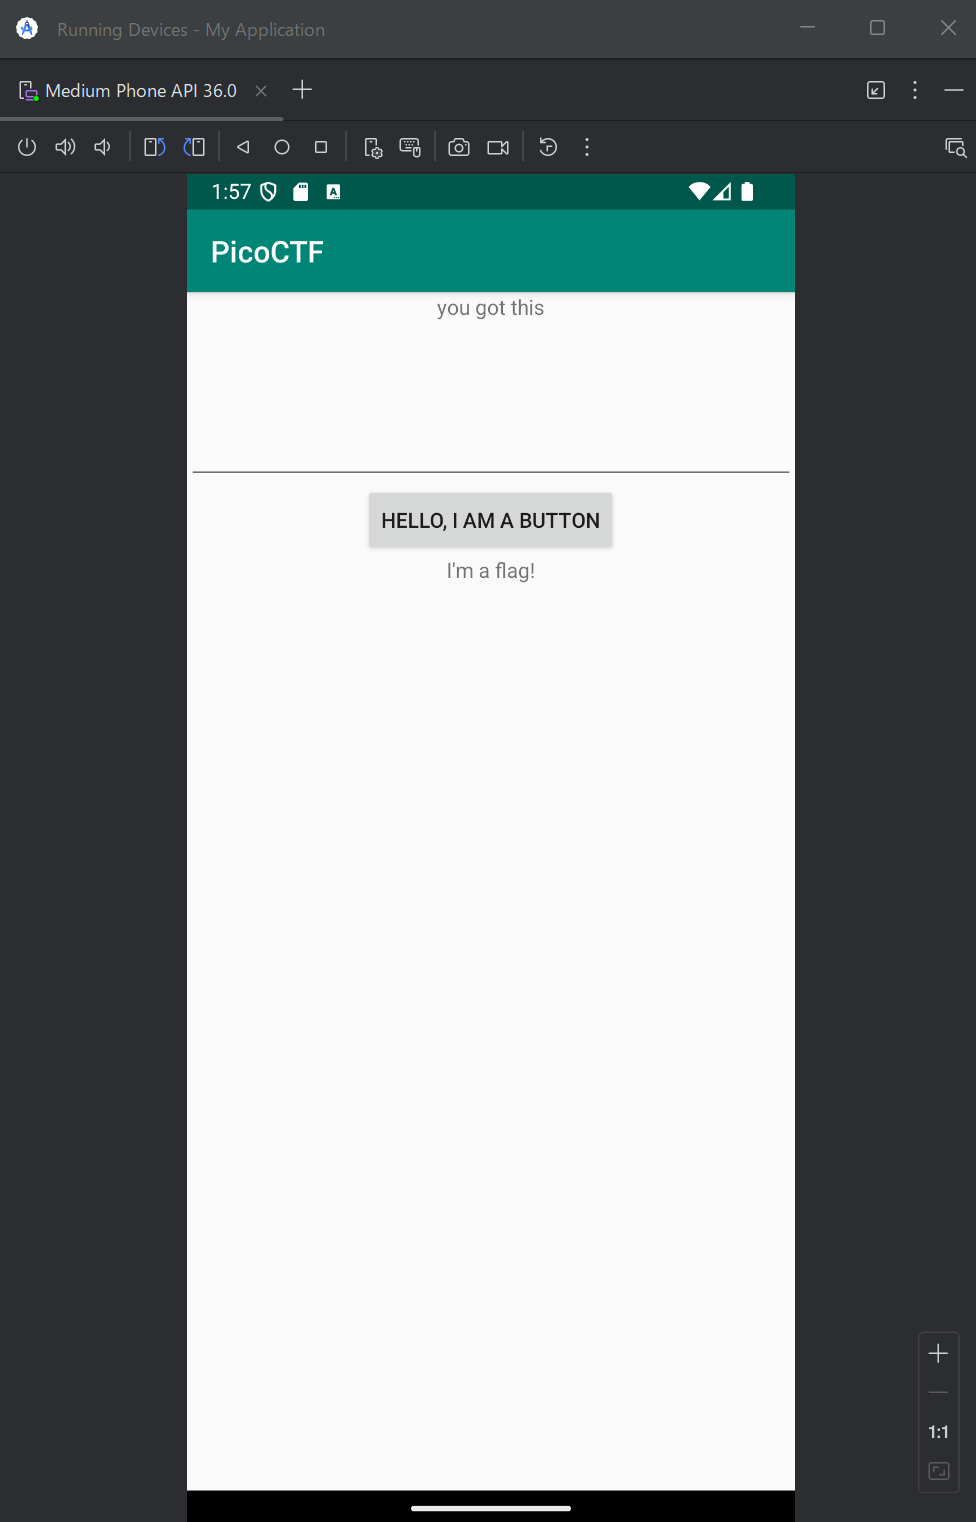 Running Devices - My Application
Medium Phone API 36.0
1:57
A
PicoCTF
you got this
HELLO, I AM A BUTTON
I'm a flag!
1:1